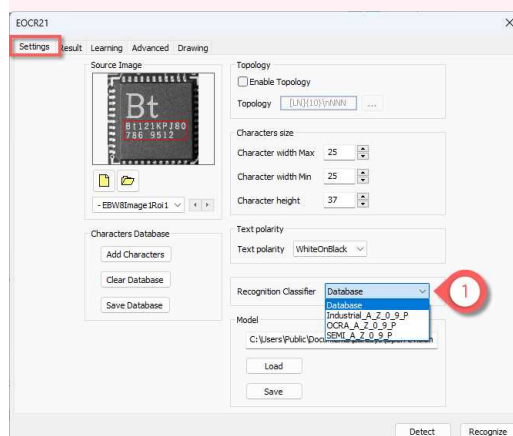 EOCR21
Settings Result Learning Advanced Drawing
Source Image
Bt
Bt121KPJ80
786 9512
- EBW8Image1Roi1
Characters Database
Add Characters
Clear Database
Save Database
Topology
Enable Topology
Topology [LN]{10}\nNNN ...
Characters size
Character width Max 25
Character width Min 25
Character height 37
Text polarity
Text polarity WhiteOnBlack
Recognition Classifier Database
1
Database
Industrial_A_Z_0_9_P
OCRA_A_Z_0_9_P
SEMI_A_Z_0_9_P
Model
C:\Users\Public\Doc
Load
Save
Detect Recognize